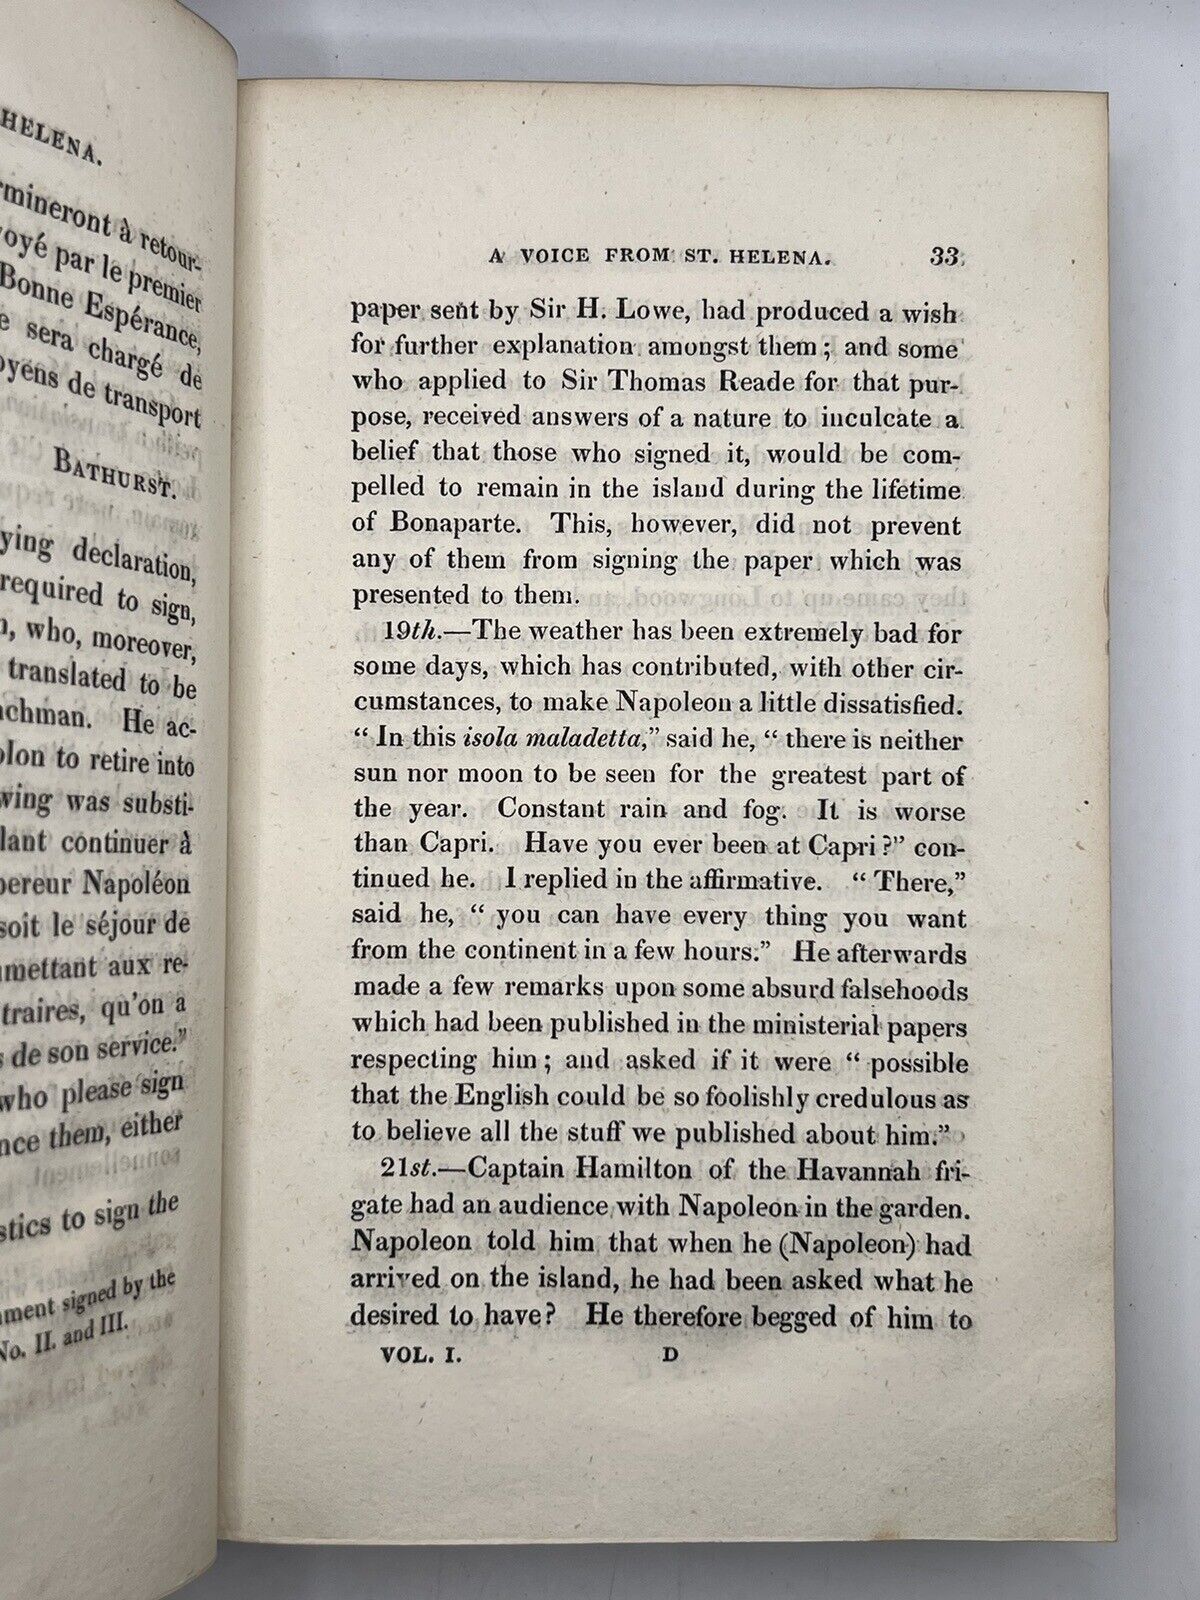 HELENA.
à retour-
par le premier
Bonne Espérance,
sera chargé de
de transport
BATHURST.
declaration,
required to sign,
who, moreover,
translated to be
He ac-
to retire into
was substi-
continuer à
Napoléon
soit le séjour de
aux re-
qu'on a
de son service."
who please sign
them, either
to sign the
signed by the
No. II. and III.
A VOICE FROM ST. HELENA. 33
paper sent by Sir H. Lowe, had produced a wish
for further explanation amongst them; and some
who applied to Sir Thomas Reade for that pur-
pose, received answers of a nature to inculcate a
belief that those who signed it, would be com-
pelled to remain in the island during the lifetime
of Bonaparte. This, however, did not prevent
any of them from signing the paper which was
presented to them.
19th.—The weather has been extremely bad for
some days, which has contributed, with other cir-
cumstances, to make Napoleon a little dissatisfied.
“ In this isola maladetta,” said he, “ there is neither
sun nor moon to be seen for the greatest part of
the year. Constant rain and fog. It is worse
than Capri. Have you ever been at Capri?” con-
tinued he. I replied in the affirmative. “ There,”
said he, “ you can have every thing you want
from the continent in a few hours.” He afterwards
made a few remarks upon some absurd falsehoods
which had been published in the ministerial papers
respecting him; and asked if it were “ possible
that the English could be so foolishly credulous as
to believe all the stuff we published about him.”
21st.—Captain Hamilton of the Havannah fri-
gate had an audience with Napoleon in the garden.
Napoleon told him that when he (Napoleon) had
arrived on the island, he had been asked what he
desired to have? He therefore begged of him to
VOL. I. D